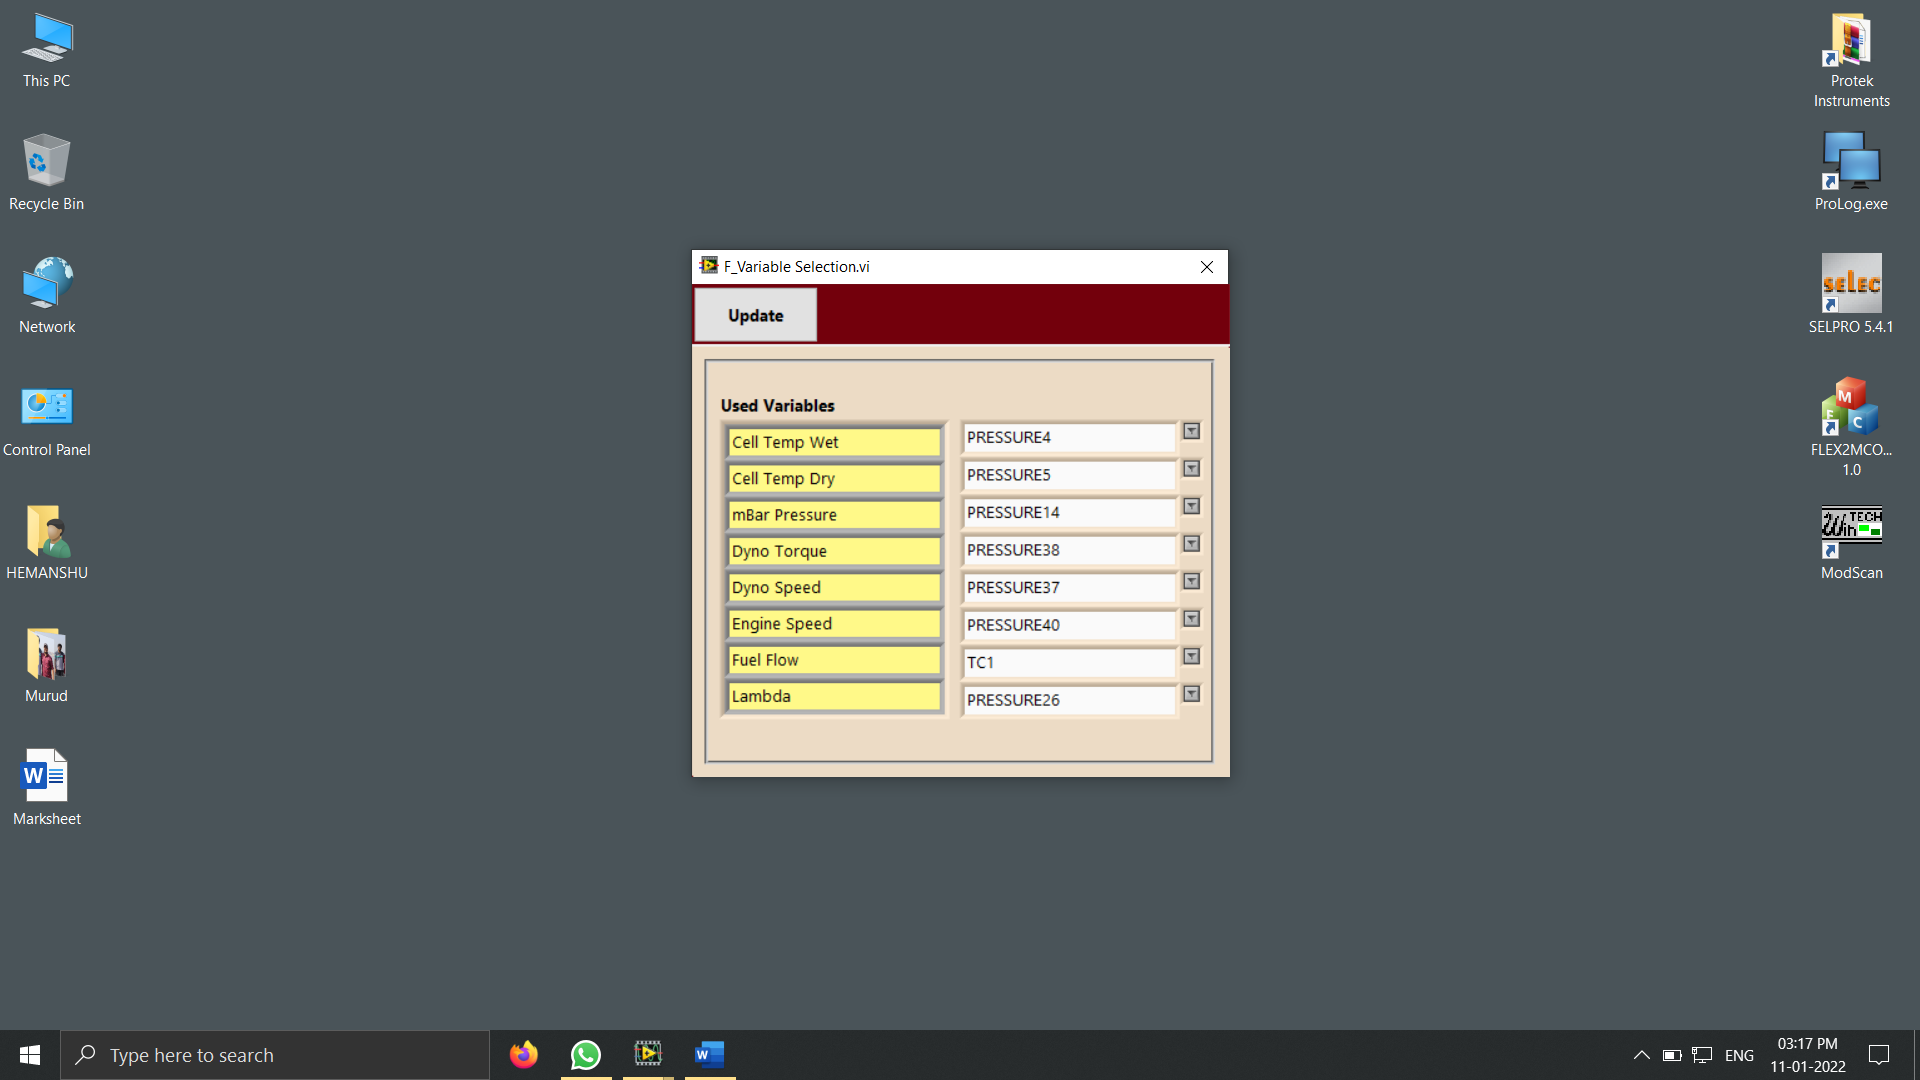 This PC
Recycle Bin
Network
Control Panel
HEMANSHU
Murud
W
Marksheet
F_Variable Selection.vi
Update
Used Variables
Cell Temp Wet PRESSURE4
Cell Temp Dry PRESSURE5
mBar Pressure PRESSURE14
Dyno Torque PRESSURE38
Dyno Speed PRESSURE37
Engine Speed PRESSURE40
Fuel Flow TC1
Lambda PRESSURE26
Protek
Instruments
ProLog.exe
selec
SELPRO 5.4.1
M
F
C
FLEX2MCO...
1.0
WinTECH
ModScan
Type here to search
W
ENG
03:17 PM
11-01-2022